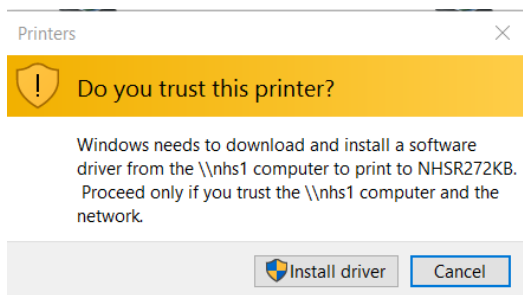 Printers
Do you trust this printer?
Windows needs to download and install a software
driver from the \\nhs1 computer to print to NHSR272KB.
Proceed only if you trust the \\nhs1 computer and the
network.
Install driver Cancel